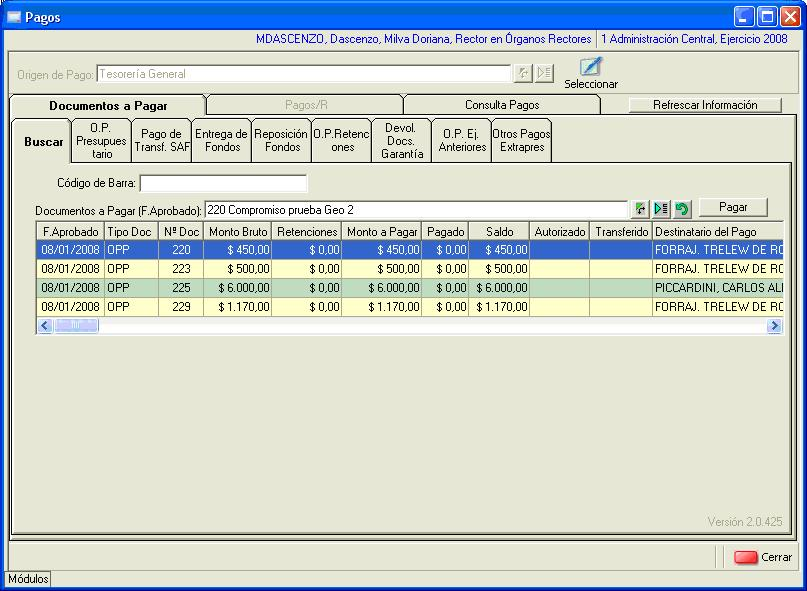 Pagos
MDASCENZO, Dascenzo, Milva Doriana, Rector en Órganos Rectores 1 Administración Central, Ejercicio 2008
Origen de Pago: Tesorería General
Seleccionar
Documentos a Pagar Pagos/R Consulta Pagos Refrescar Información
Buscar
O.P.
Presupues
tario
Pago de
Transf. SAF
Entrega de
Fondos
Reposición
Fondos
O.P.Retenc
ones
Devol.
Docs.
Garantía
O.P. Ej.
Anteriores
Otros Pagos
Extrapres
Código de Barra:
Documentos a Pagar (F.Aprobado): 220 Compromiso prueba Geo 2 Pagar
F.Aprobado Tipo Doc Nº Doc Monto Bruto Retenciones Monto a Pagar Pagado Saldo Autorizado Transferido Destinatario del Pago
08/01/2008 OPP 220 $ 450,00 $ 0,00 $ 450,00 $ 0,00 $ 450,00 FORRAJ. TRELEW DE RO
08/01/2008 OPP 223 $ 500,00 $ 0,00 $ 500,00 $ 0,00 $ 500,00 FORRAJ. TRELEW DE RO
08/01/2008 OPP 225 $ 6.000,00 $ 0,00 $ 6.000,00 $ 0,00 $ 6.000,00 PICCARDINI, CARLOS AL
08/01/2008 OPP 229 $ 1.170,00 $ 0,00 $ 1.170,00 $ 0,00 $ 1.170,00 FORRAJ. TRELEW DE RO
Versión 2.0.425
Cerrar
Módulos